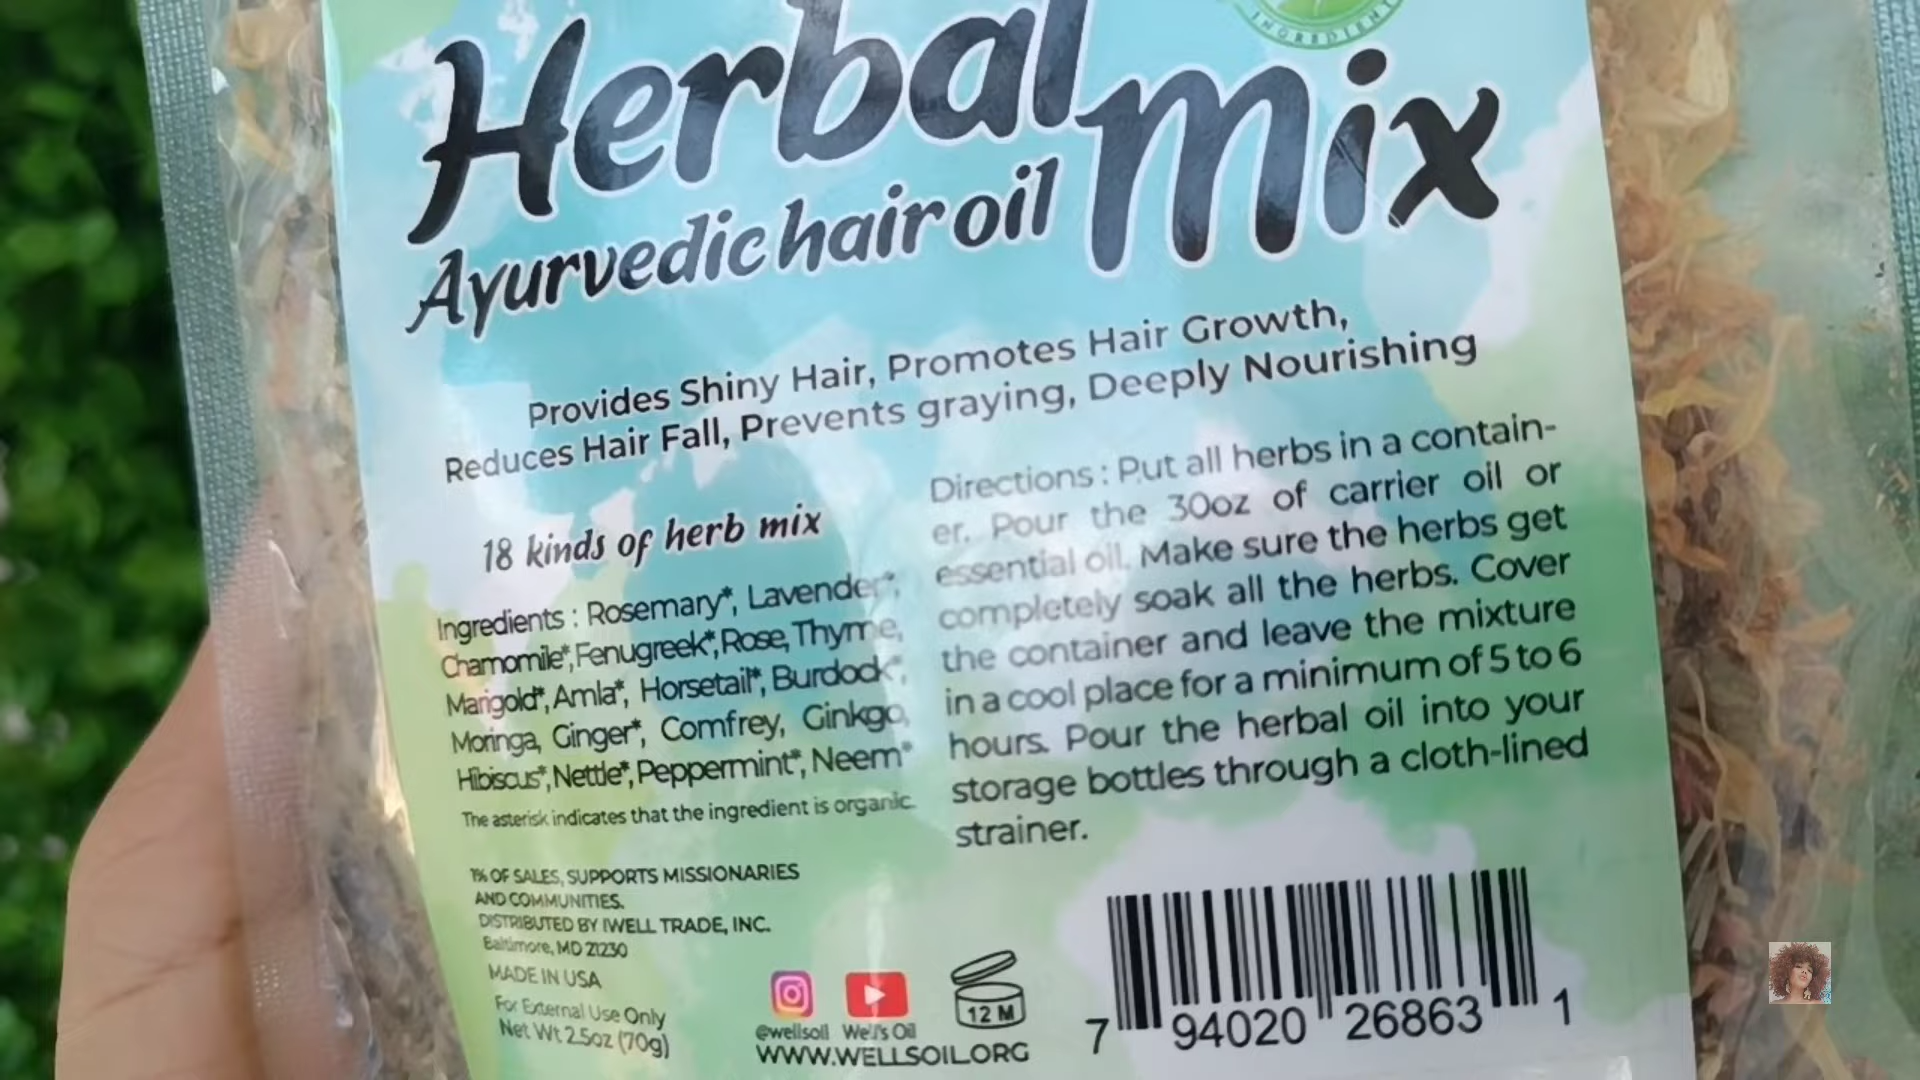 INGREDIENT
Herbal mix
Ayurvedic hair oil
Provides Shiny Hair, Promotes Hair Growth,
Reduces Hair Fall, Prevents graying, Deeply Nourishing
18 kinds of herb mix
Ingredients : Rosemary*, Lavender*,
Chamomile*, Fenugreek*, Rose, Thyme,
Marigold*, Amla*, Horsetail*, Burdock*,
Moringa, Ginger*, Comfrey, Ginkgo,
Hibiscus*, Nettle*, Peppermint*, Neem*
The asterisk indicates that the ingredient is organic.
Directions : Put all herbs in a contain-
er. Pour the 30oz of carrier oil or
essential oil. Make sure the herbs get
completely soak all the herbs. Cover
the container and leave the mixture
in a cool place for a minimum of 5 to 6
hours. Pour the herbal oil into your
storage bottles through a cloth-lined
strainer.
1% OF SALES, SUPPORTS MISSIONARIES
AND COMMUNITIES.
DISTRIBUTED BY IWELL TRADE, INC.
Baltimore, MD 21230
MADE IN USA
For External Use Only
Net Wt 2.5oz (70g)
@wellsoil Well's Oil
12 M
WWW.WELLSOIL.ORG
7 94020 26863 1